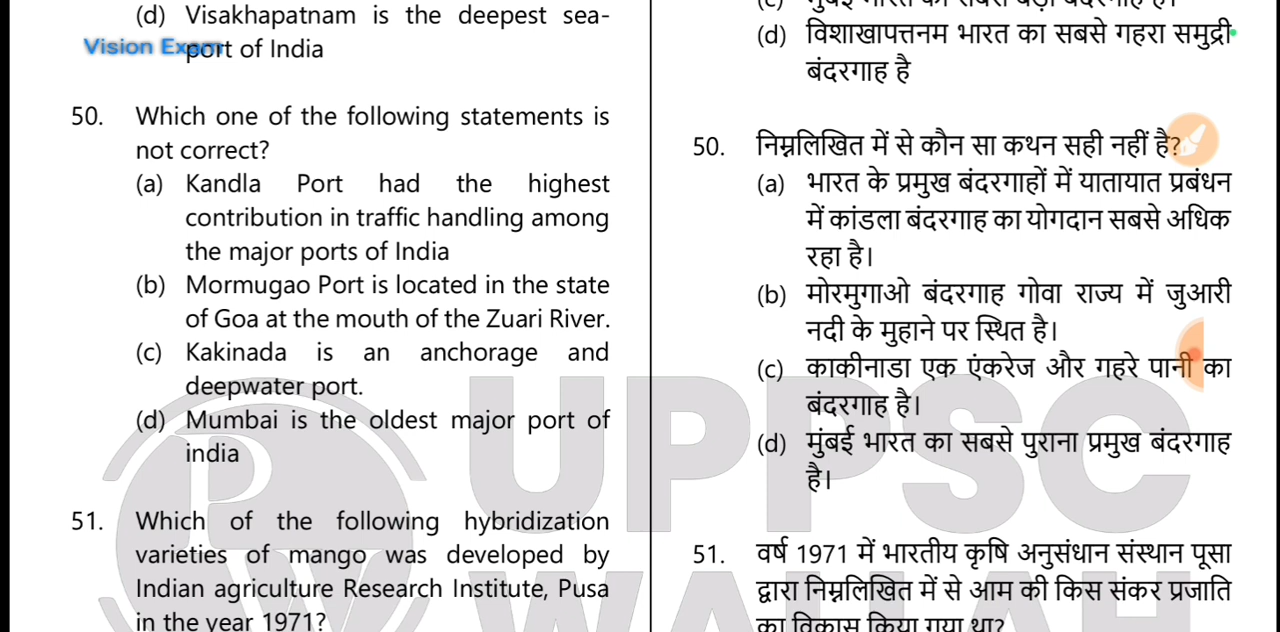 (d) Visakhapatnam is the deepest sea-
port of India
Vision Exam
50. Which one of the following statements is
not correct?
(a) Kandla Port had the highest
contribution in traffic handling among
the major ports of India
(b) Mormugao Port is located in the state
of Goa at the mouth of the Zuari River.
(c) Kakinada is an anchorage and
deepwater port.
(d) Mumbai is the oldest major port of
india
51. Which of the following hybridization
varieties of mango was developed by
Indian agriculture Research Institute, Pusa
in the year 1971?
(c) मुंबई भारत का सबसे बड़ा बंदरगाह है।
(d) विशाखापत्तनम भारत का सबसे गहरा समुद्री
बंदरगाह है
50. निम्नलिखित में से कौन सा कथन सही नहीं है?
(a) भारत के प्रमुख बंदरगाहों में यातायात प्रबंधन
में कांडला बंदरगाह का योगदान सबसे अधिक
रहा है।
(b) मोरमुगाओ बंदरगाह गोवा राज्य में जुआरी
नदी के मुहाने पर स्थित है।
(c) काकीनाडा एक एंकरेज और गहरे पानी का
बंदरगाह है।
(d) मुंबई भारत का सबसे पुराना प्रमुख बंदरगाह
है।
51. वर्ष 1971 में भारतीय कृषि अनुसंधान संस्थान पूसा
द्वारा निम्नलिखित में से आम की किस संकर प्रजाति
का विकास किया गया था?
UPPSC
WALLAH